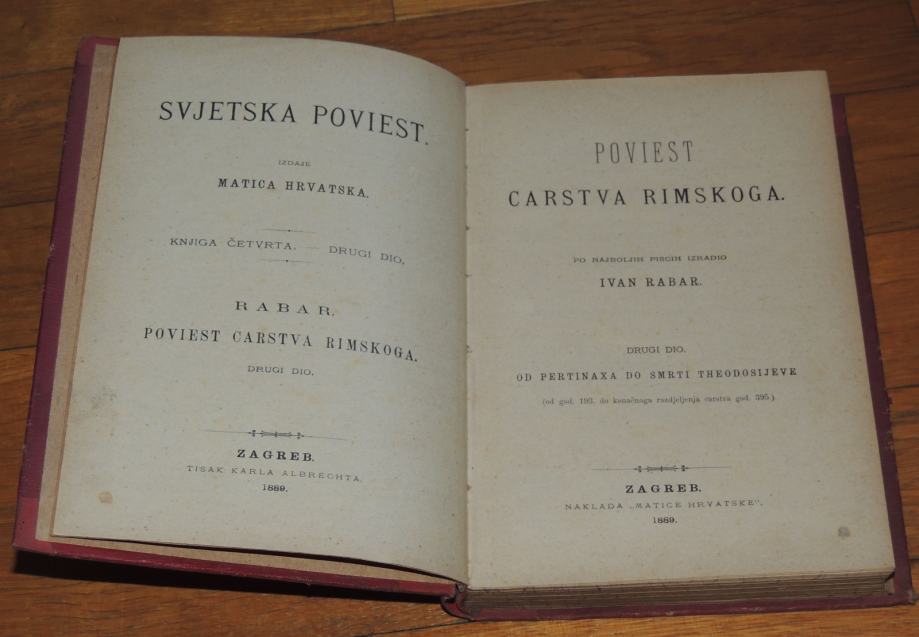 SVJETSKA POVIEST.
IZDAJE
MATICA HRVATSKA.
KNJIGA ČETVRTA. — DRUGI DIO.
RABAR.
POVIEST CARSTVA RIMSKOGA.
DRUGI DIO.
ZAGREB.
TISAK KARLA ALBRECHTA.
1889.
POVIEST
CARSTVA RIMSKOGA.
PO NAJBOLJIH PISCIH IZRADIO
IVAN RABAR.
DRUGI DIO.
OD PERTINAXA DO SMRTI THEODOSIJEVE
(od god. 193. do konačnoga razdjeljenja carstva god. 395.)
ZAGREB.
NAKLADA „MATICE HRVATSKE".
1889.